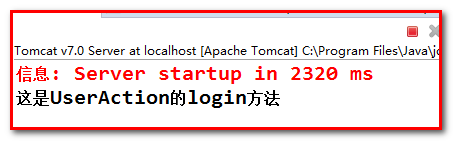 Tomcat v7.0 Server at localhost [Apache Tomcat] C:\Program Files\Java\j
信息: Server startup in 2320 ms
这是UserAction的login方法